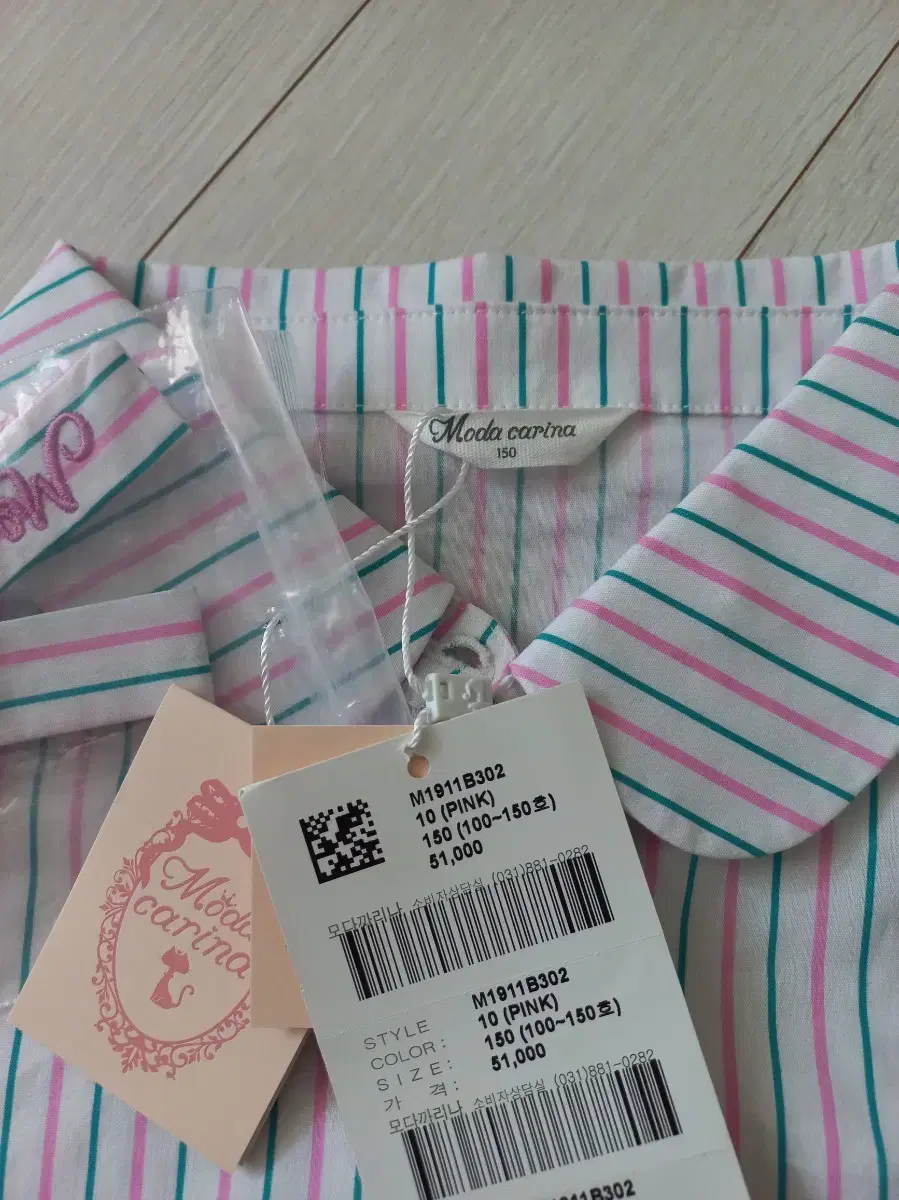 Moda carina
150
Mo
M1911B302
10 (PINK)
150 (100~150호)
51,000
모다까리나 소비자상담실 (031)881-0282
Moda
carina
STYLE M1911B302
COLOR: 10 (PINK)
SIZE: 150 (100~150호)
가 격: 51,000
모다까리나 소비자상담실 (031)881-0282
1911B302